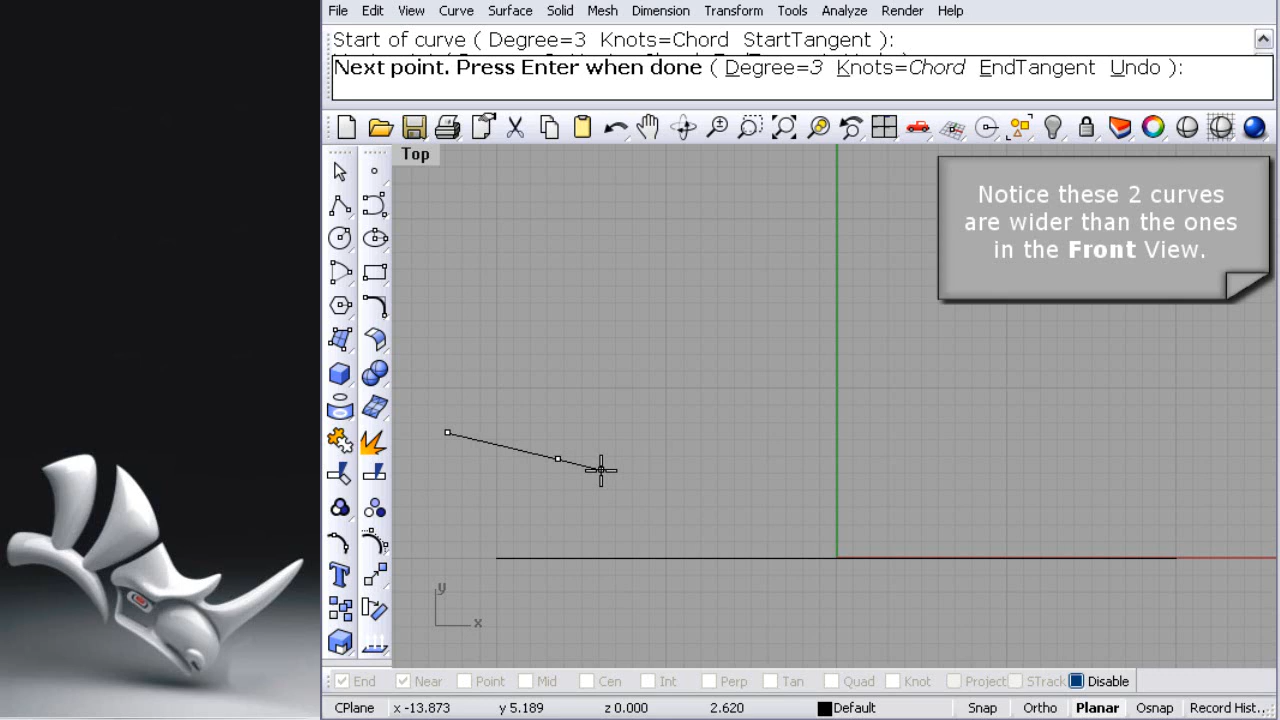 File Edit View Curve Surface Solid Mesh Dimension Transform Tools Analyze Render Help
Start of curve ( Degree=3 Knots=Chord StartTangent ):
Next point. Press Enter when done ( Degree=3 Knots=Chord EndTangent Undo ):
Top
Notice these 2 curves
are wider than the ones
in the Front View.
y
x
End Near Point Mid Cen Int Perp Tan Quad Knot Project STrack Disable
CPlane x -13.873 y 5.189 z 0.000 2.620 Default Snap Ortho Planar Osnap Record Hist...